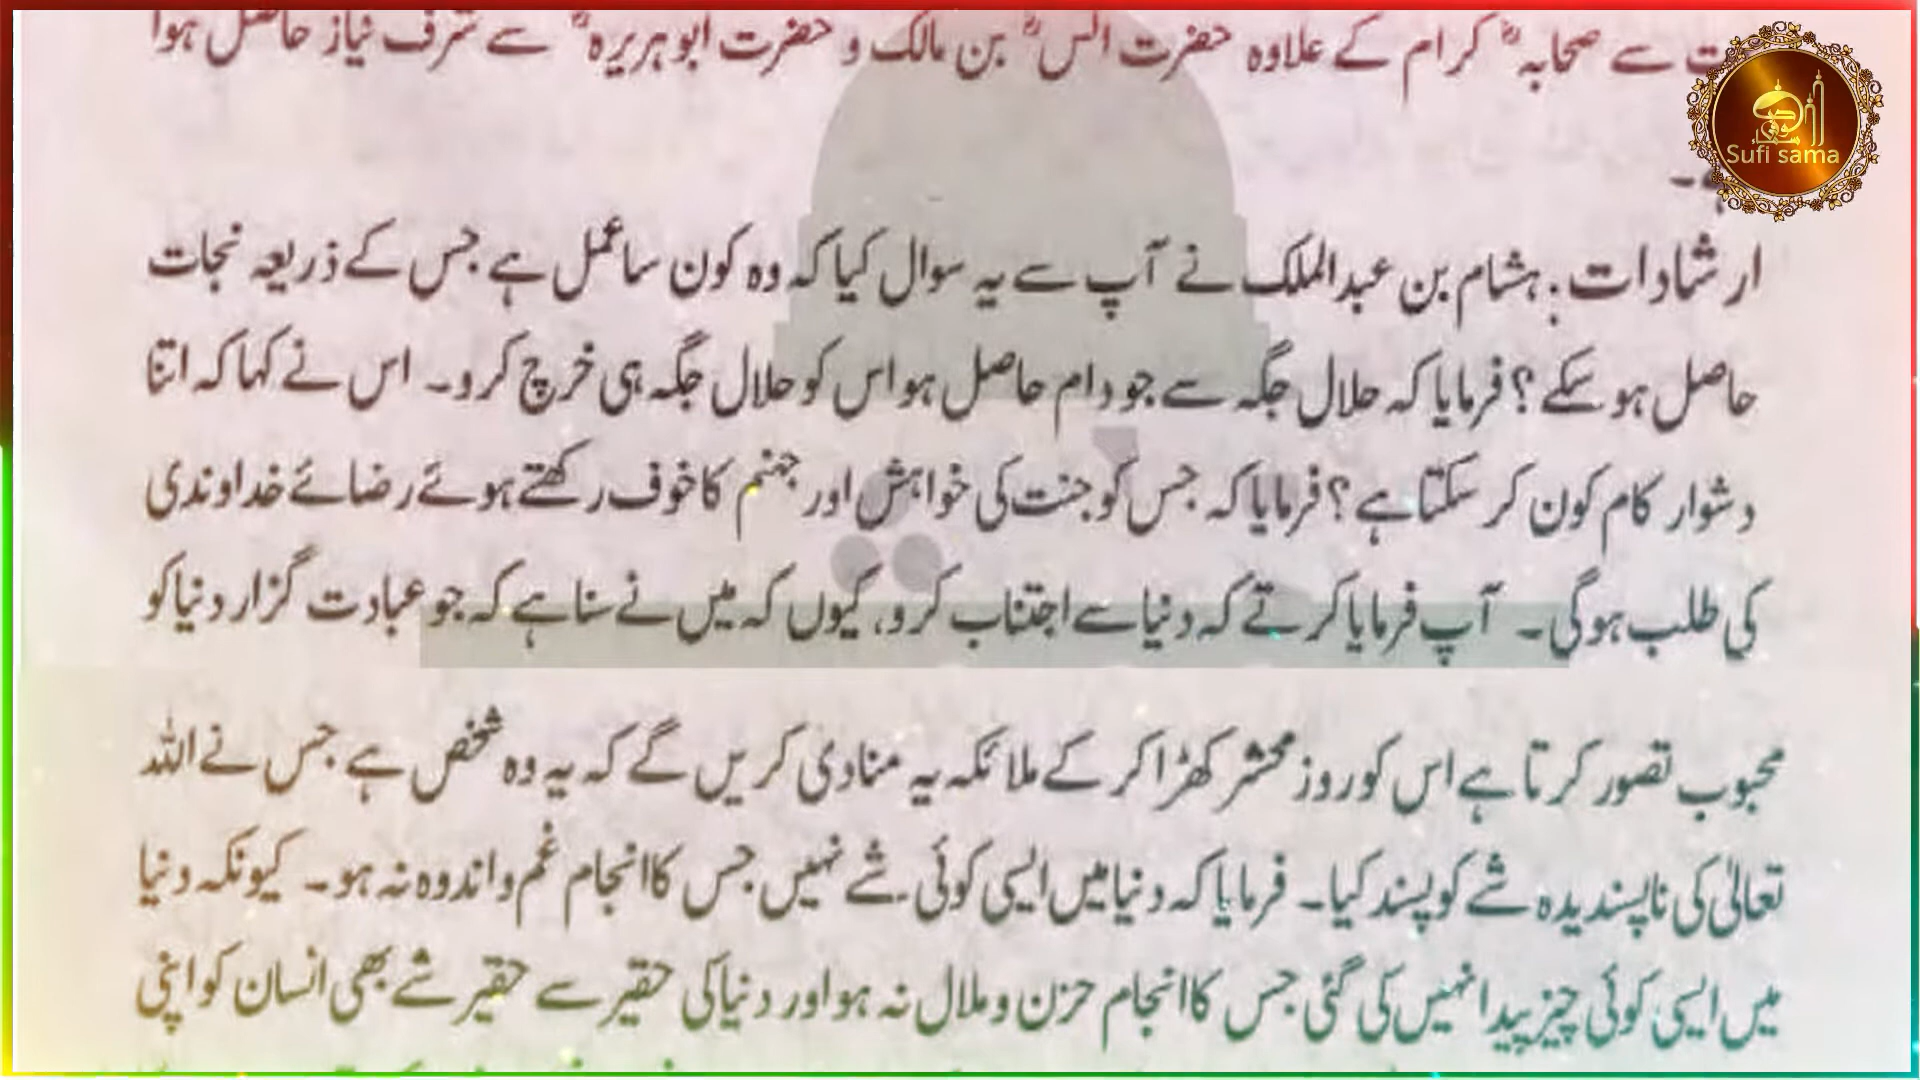 ت سے صحابہؓ کرام کے علاوہ حضرت انسؓ بن مالک و حضرت ابو ہریرہؓ سے شرف نیاز حاصل ہوا
Sufi sama
ارشادات: ہشام بن عبدالملک نے آپ سے یہ سوال کیا کہ وہ کون سا عمل ہے جس کے ذریعہ نجات
حاصل ہو سکے؟ فرمایا کہ حلال جگہ سے جو دام حاصل ہو اس کو حلال جگہ ہی خرچ کرو۔ اس نے کہا کہ اتنا
دشوار کام کون کر سکتا ہے؟ فرمایا کہ جس کو جنت کی خواہش اور جہنم کا خوف رکھتے ہوئے رضائے خداوندی
کی طلب ہوگی۔ آپ فرمایا کرتے کہ دنیا سے اجتناب کرو، کیوں کہ میں نے سنا ہے کہ جو عبادت گزار دنیا کو
محبوب تصور کرتا ہے اس کو روز محشر کھڑا کر کے ملائکہ یہ منادی کریں گے کہ یہ وہ شخص ہے جس نے اللہ
تعالیٰ کی ناپسندیدہ شے کو پسند کیا۔ فرمایا کہ دنیا میں ایسی کوئی شے نہیں جس کا انجام غم و اندوہ نہ ہو۔ کیونکہ دنیا
میں ایسی کوئی چیز پیدا نہیں کی گئی جس کا انجام حزن و ملال نہ ہو اور دنیا کی حقیر سے حقیر شے بھی انسان کو اپنی